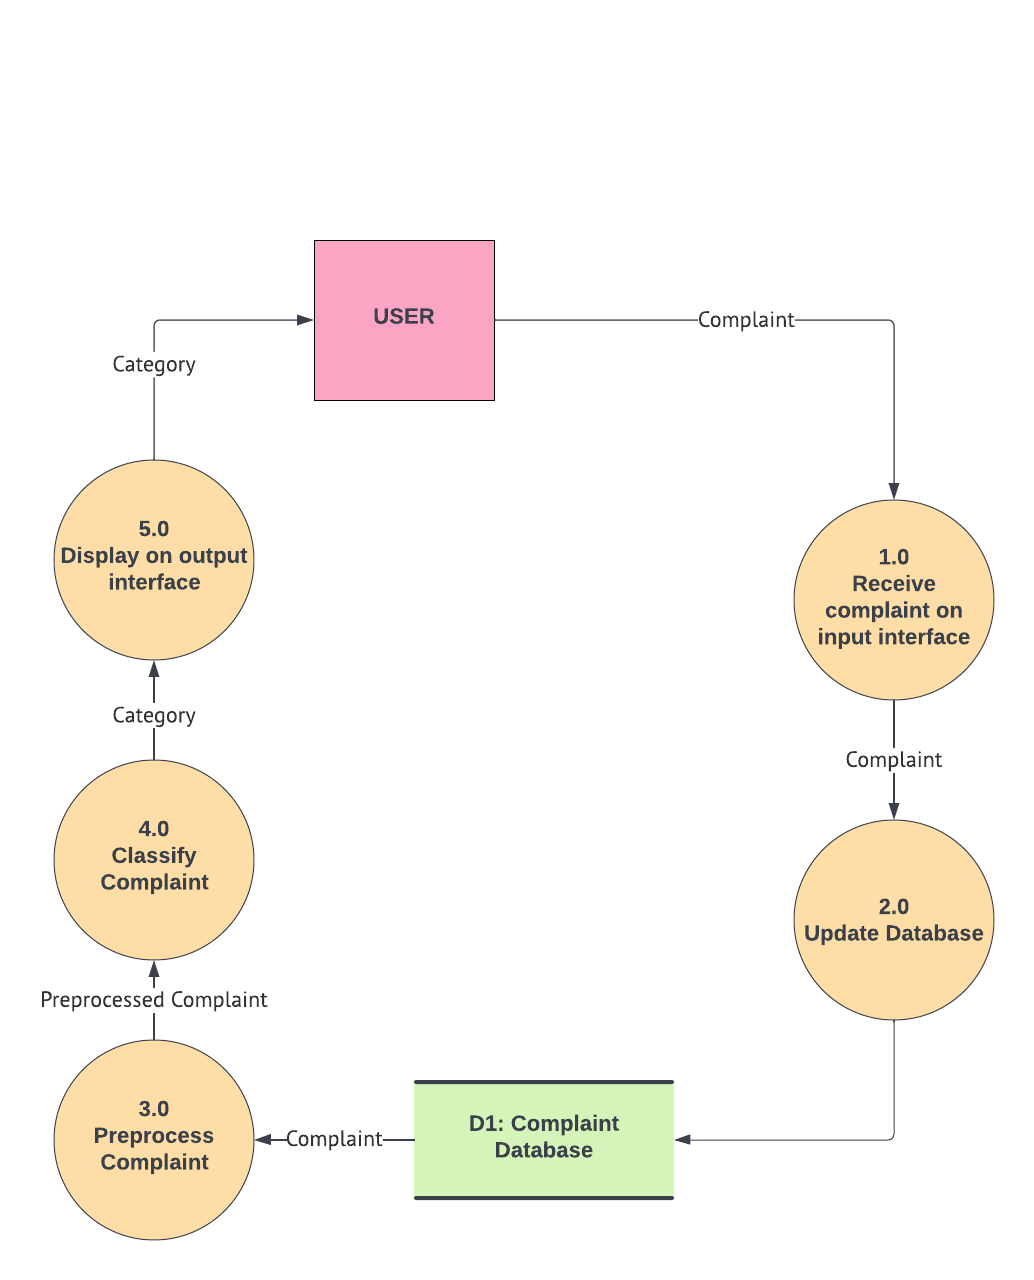 USER
Complaint
Category
5.0
Display on output
interface
1.0
Receive
complaint on
input interface
Category
Complaint
4.0
Classify
Complaint
2.0
Update Database
Preprocessed Complaint
3.0
Preprocess
Complaint
Complaint
D1: Complaint
Database